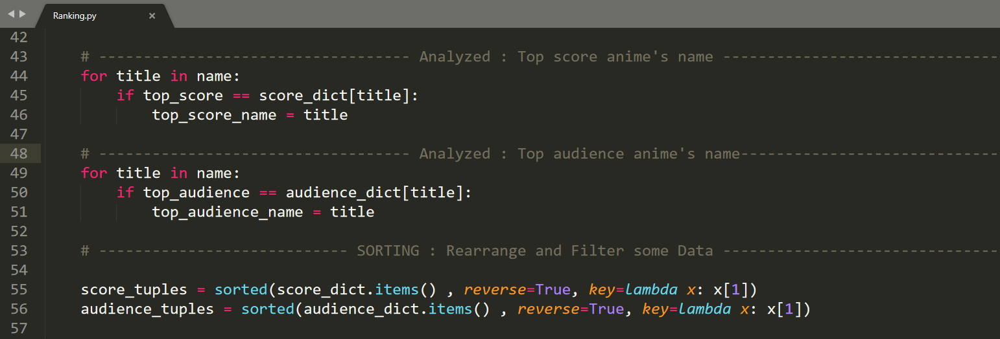 Ranking.py ×
42
43 # ----------------------------------- Analyzed : Top score anime's name -------------------------------
44 for title in name:
45 if top_score == score_dict[title]:
46 top_score_name = title
47
48 # ----------------------------------- Analyzed : Top audience anime's name-----------------------------
49 for title in name:
50 if top_audience == audience_dict[title]:
51 top_audience_name = title
52
53 # ---------------------------- SORTING : Rearrange and Filter some Data -------------------------------
54
55 score_tuples = sorted(score_dict.items() , reverse=True, key=lambda x: x[1])
56 audience_tuples = sorted(audience_dict.items() , reverse=True, key=lambda x: x[1])
57